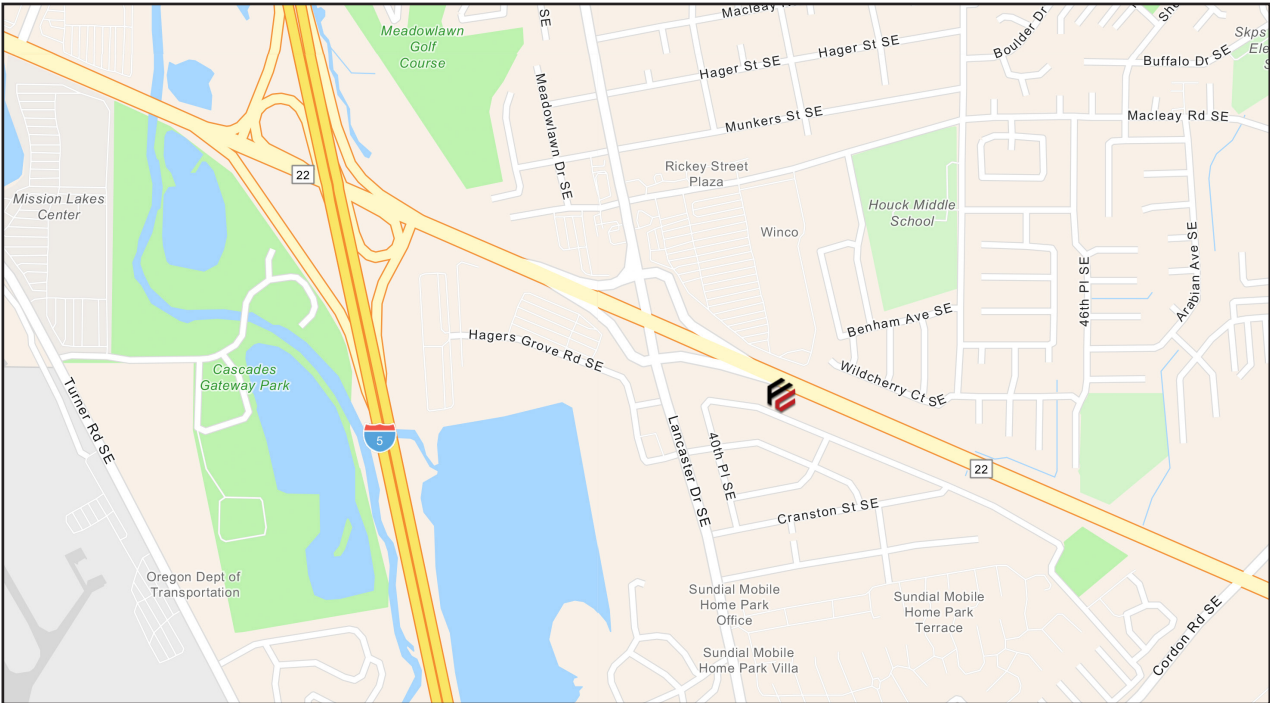 SE
Macleay
Meadowlawn
Golf
Course
Hager St SE
Boulder Dr
Sho
Skps
Ele
S
Buffalo Dr SE
Hager St SE
Meadowlawn Dr SE
Munkers St SE
Macleay Rd SE
22
Rickey Street
Plaza
Mission Lakes
Center
Houck Middle
School
Winco
46th Pl SE
Arabian Ave SE
Benham Ave SE
Hagers Grove Rd SE
Cascades
Gateway Park
Wildcherry Ct SE
Turner Rd SE
5
Lancaster Dr SE
40th Pl SE
22
Cranston St SE
Oregon Dept of
Transportation
Sundial Mobile
Home Park
Office
Sundial Mobile
Home Park
Terrace
Sundial Mobile
Home Park Villa
Cordon Rd SE